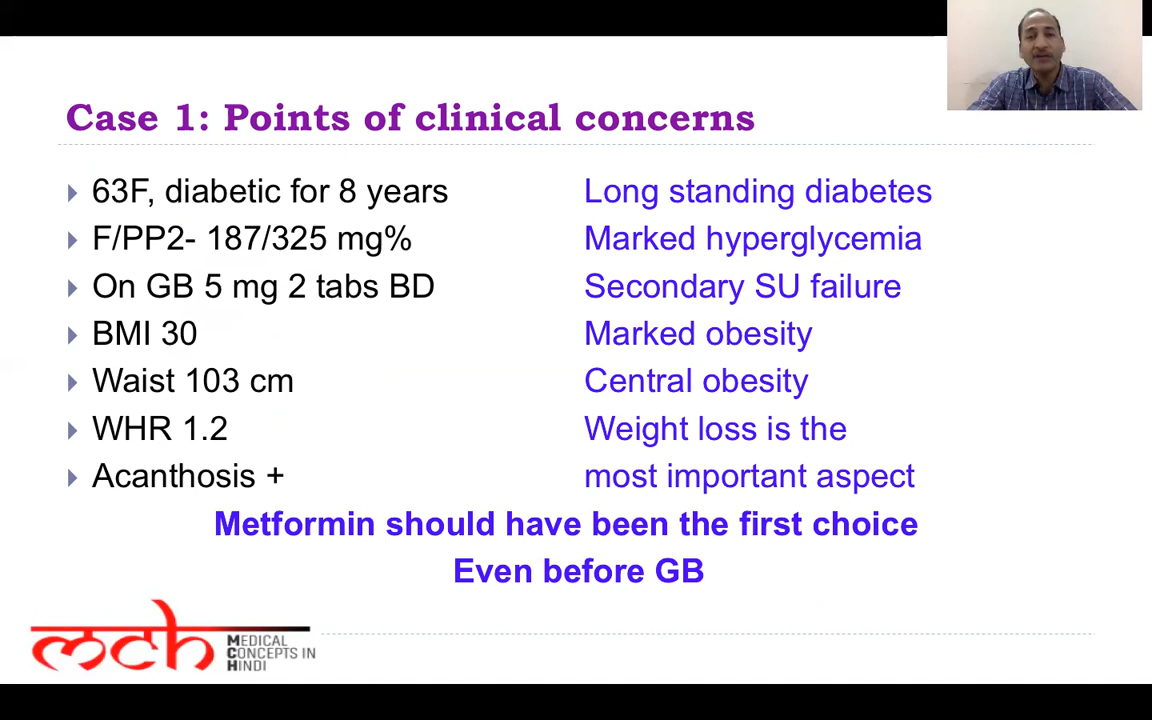 Case 1: Points of clinical concerns
63F, diabetic for 8 years Long standing diabetes
F/PP2- 187/325 mg% Marked hyperglycemia
On GB 5 mg 2 tabs BD Secondary SU failure
BMI 30 Marked obesity
Waist 103 cm Central obesity
WHR 1.2 Weight loss is the
Acanthosis + most important aspect
Metformin should have been the first choice
Even before GB
mch
MEDICAL
CONCEPTS IN
HINDI